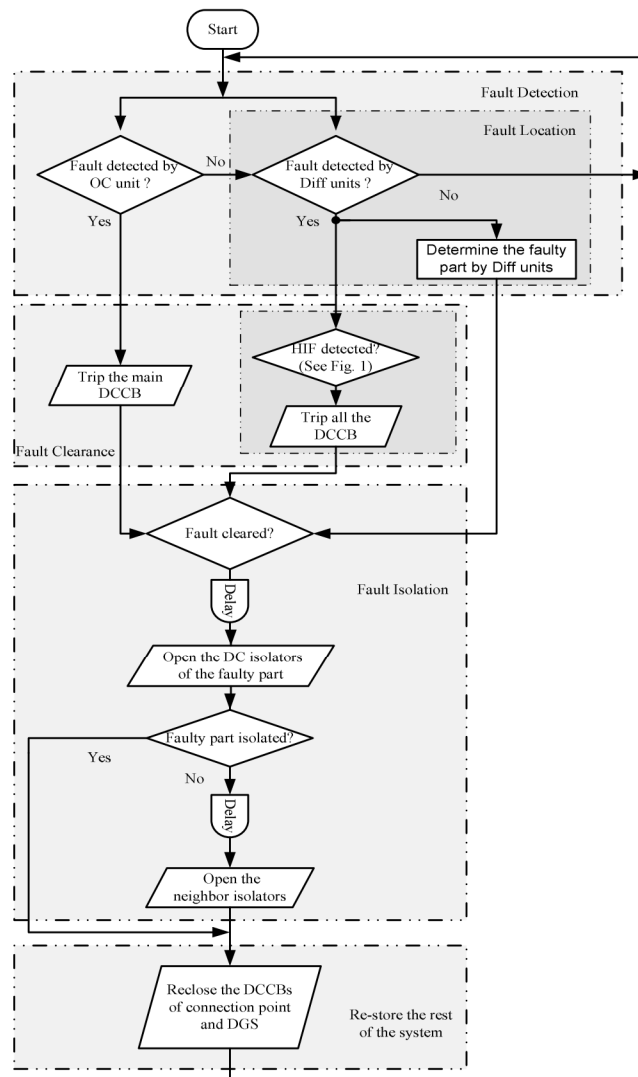 Start
Fault Detection
Fault Location
Fault detected by
OC unit ?
No
Fault detected by
Diff units ?
Yes
Yes
No
Determine the faulty
part by Diff units
HIF detected?
(See Fig. 1)
Trip the main
DCCB
Trip all the
DCCB
Fault Clearance
Fault cleared?
Delay
Fault Isolation
Open the DC isolators
of the faulty part
Faulty part isolated?
Yes
No
Delay
Open the
neighbor isolators
Reclose the DCCBs
of connection point
and DGS
Re-store the rest
of the system